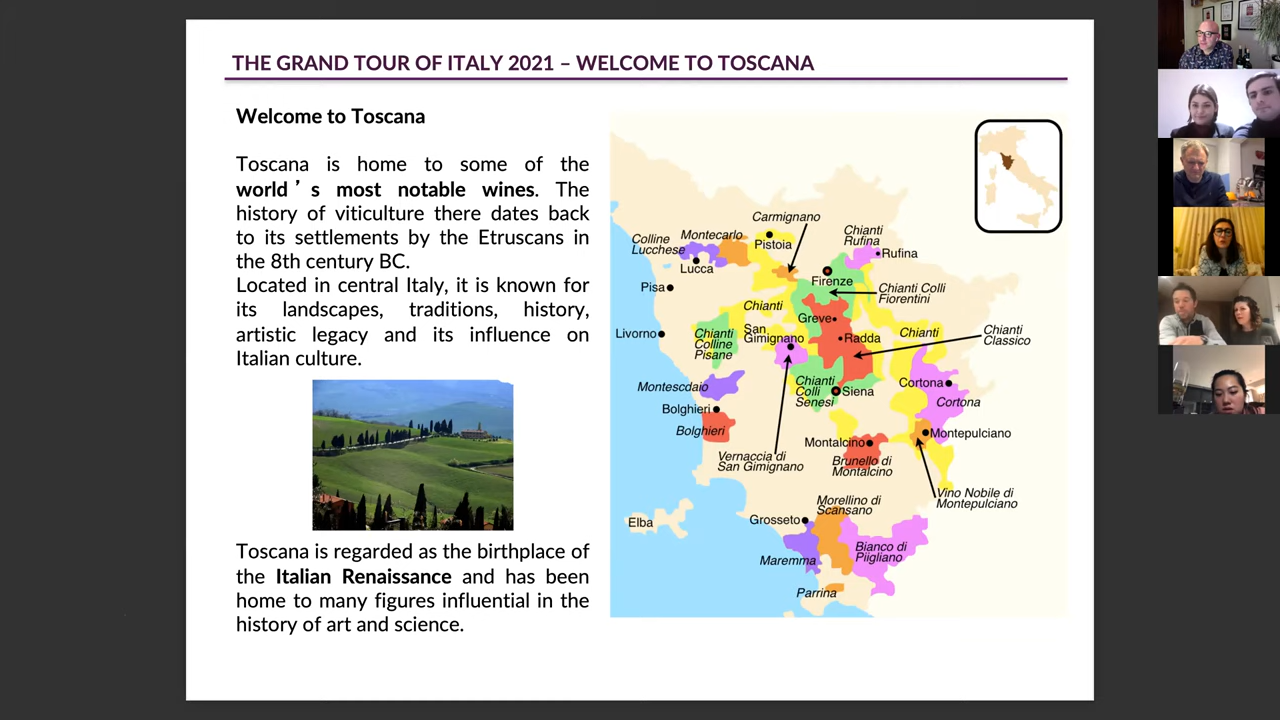 THE GRAND TOUR OF ITALY 2021 – WELCOME TO TOSCANA
Welcome to Toscana
Toscana is home to some of the
world’s most notable wines. The
history of viticulture there dates back
to its settlements by the Etruscans in
the 8th century BC.
Located in central Italy, it is known for
its landscapes, traditions, history,
artistic legacy and its influence on
Italian culture.
Toscana is regarded as the birthplace of
the Italian Renaissance and has been
home to many figures influential in the
history of art and science.
Carmignano
Colline
Lucchese
Montecarlo
Pistoia
Chianti
Rufina
Rufina
Lucca
Firenze
Pisa
Chianti Colli
Fiorentini
Chianti
Greve
Livorno
Chianti
Colline
Pisane
San
Gimignano
Radda
Chianti
Chianti
Classico
Montescdaio
Chianti
Colli
Senesi
Siena
Cortona
Cortona
Bolgheri
Bolgheri
Montalcino
Montepulciano
Vernaccia di
San Gimignano
Brunello di
Montalcino
Vino Nobile di
Montepulciano
Morellino di
Scansano
Elba
Grosseto
Maremma
Bianco di
Piigliano
Parrina